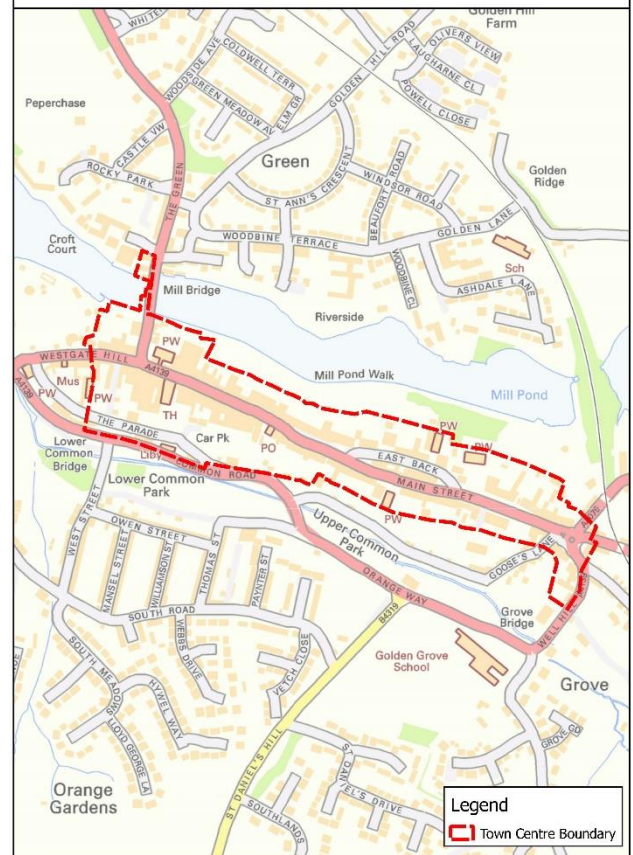 Golden Hill
Farm
WHITE
WOODSIDE AVE
COLDWELL TERR
GREEN MEADOW AV
ELM GR
GOLDEN HILL ROAD
OLIVERS VIEW
LAUGHARNE CL
POWELL CLOSE
Peperchase
CASTLE VW
ROCKY PARK
THE GREEN
Green
ST ANN'S CRESCENT
WINDSOR ROAD
BEAUFORT ROAD
Golden
Ridge
GOLDEN LANE
WOODBINE TERRACE
WOODBINE CL
Sch
ASHDALE LANE
Croft
Court
Mill Bridge
Riverside
Mill Pond Walk
Mill Pond
WESTGATE HILL
A4139
PW
A4139
Mus
PW
PW
TH
THE PARADE
Car Pk
PO
PW
PW
EAST BACK
MAIN STREET
A4075
Lower
Common
Bridge
Liby
COMMON ROAD
Lower Common
Park
PW
Upper Common
Park
GOOSE'S LANE
WEST STREET
OWEN STREET
MANSEL STREET
WILLIAMSON ST
THOMAS ST
PAYNTER ST
ORANGE WAY
B4319
Grove
Bridge
WELL HILL
SOUTH ROAD
WEBBS DRIVE
VETCH CLOSE
Golden Grove
School
Grove
SOUTH MEADOWS
HYWEL WAY
LLOYD GEORGE LA
GROVE CD
Orange
Gardens
ST DANIEL'S HILL
ST DANIEL'S DRIVE
SOUTHLANDS
Legend
Town Centre Boundary